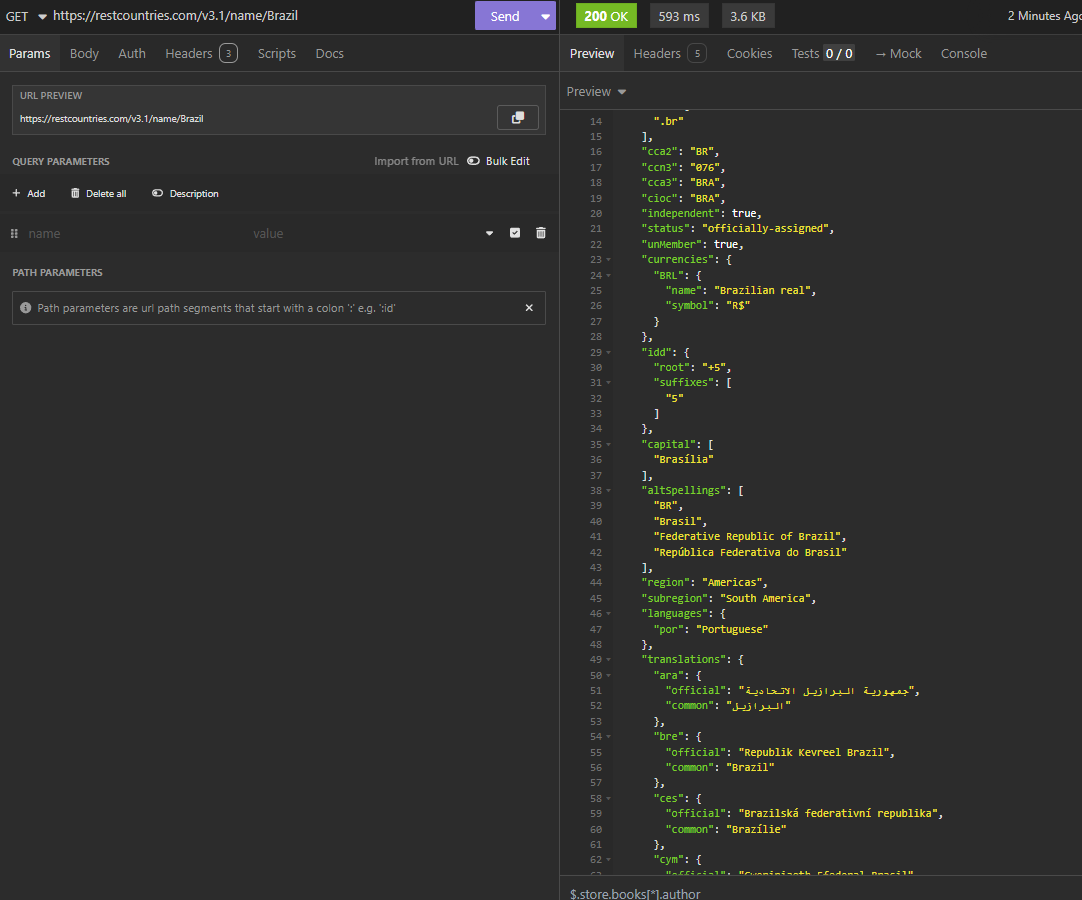 GET https://restcountries.com/v3.1/name/Brazil Send
200 OK 593 ms 3.6 KB 2 Minutes Ago
Params Body Auth Headers 3 Scripts Docs
Preview Headers 5 Cookies Tests 0 / 0 → Mock Console
URL PREVIEW
https://restcountries.com/v3.1/name/Brazil
QUERY PARAMETERS Import from URL Bulk Edit
+ Add Delete all Description
name value
PATH PARAMETERS
Path parameters are url path segments that start with a colon ':' e.g. ':id'
Preview
14 ".br"
15 ],
16 "cca2": "BR",
17 "ccn3": "076",
18 "cca3": "BRA",
19 "cioc": "BRA",
20 "independent": true,
21 "status": "officially-assigned",
22 "unMember": true,
23 "currencies": {
24 "BRL": {
25 "name": "Brazilian real",
26 "symbol": "R$"
27 }
28 },
29 "idd": {
30 "root": "+5",
31 "suffixes": [
32 "5"
33 ]
34 },
35 "capital": [
36 "Brasília"
37 ],
38 "altSpellings": [
39 "BR",
40 "Brasil",
41 "Federative Republic of Brazil",
42 "República Federativa do Brasil"
43 ],
44 "region": "Americas",
45 "subregion": "South America",
46 "languages": {
47 "por": "Portuguese"
48 },
49 "translations": {
50 "ara": {
51 "official": "جمهورية البرازيل الاتحادية",
52 "common": "البرازيل"
53 },
54 "bre": {
55 "official": "Republik Kevreel Brazil",
56 "common": "Brazil"
57 },
58 "ces": {
59 "official": "Brazilská federativní republika",
60 "common": "Brazílie"
61 },
62 "cym": {
$.store.books[*].author